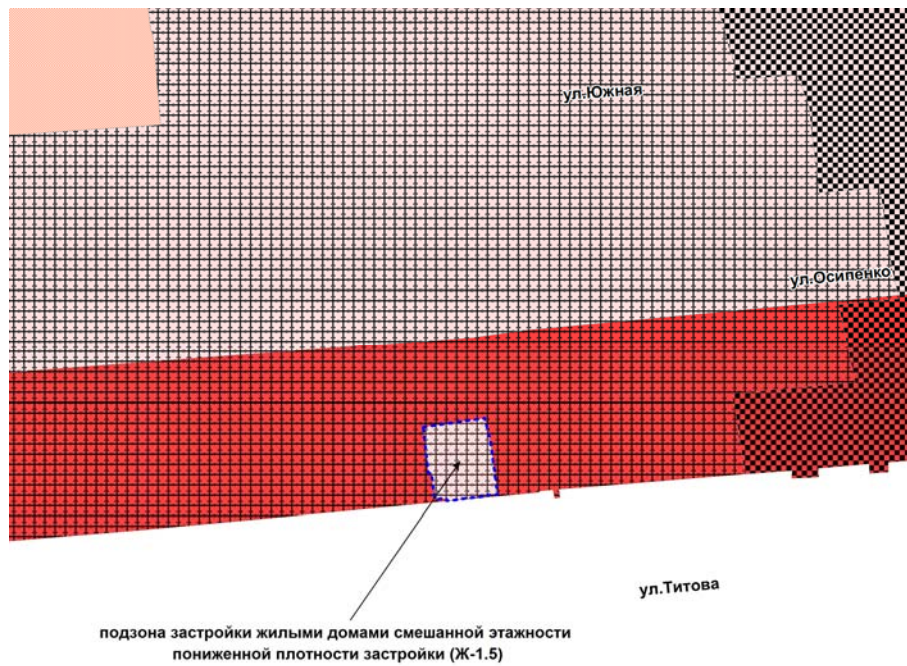 ул.Южная
ул.Осипенко
ул.Титова
подзона застройки жилыми домами смешанной этажности
пониженной плотности застройки (Ж-1.5)